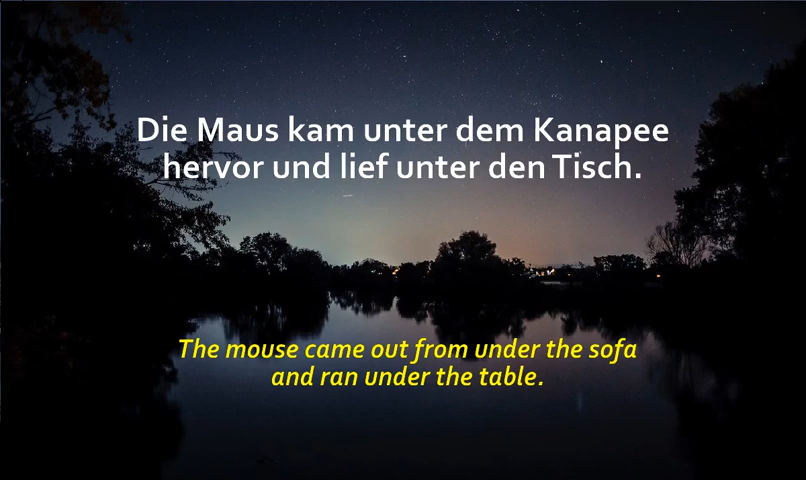 Die Maus kam unter dem Kanapee
hervor und lief unter den Tisch.
The mouse came out from under the sofa
and ran under the table.